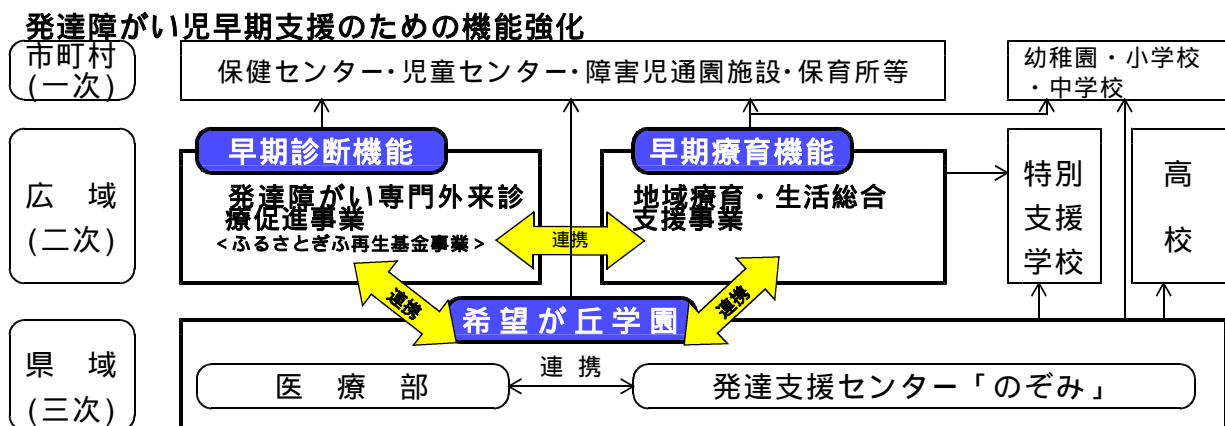 発達障がい児早期支援のための機能強化
市町村
(一次)
保健センター・児童センター・障害児通園施設・保育所等
幼稚園・小学校
・中学校
広　域
(二次)
早期診断機能
発達障がい専門外来診
療促進事業
<ふるさとぎふ再生基金事業>
連携
早期療育機能
地域療育・生活総合
支援事業
特別
支援
学校
高
校
連携
連携
希望が丘学園
県　域
(三次)
医　療　部
連 携
発達支援センター「のぞみ」